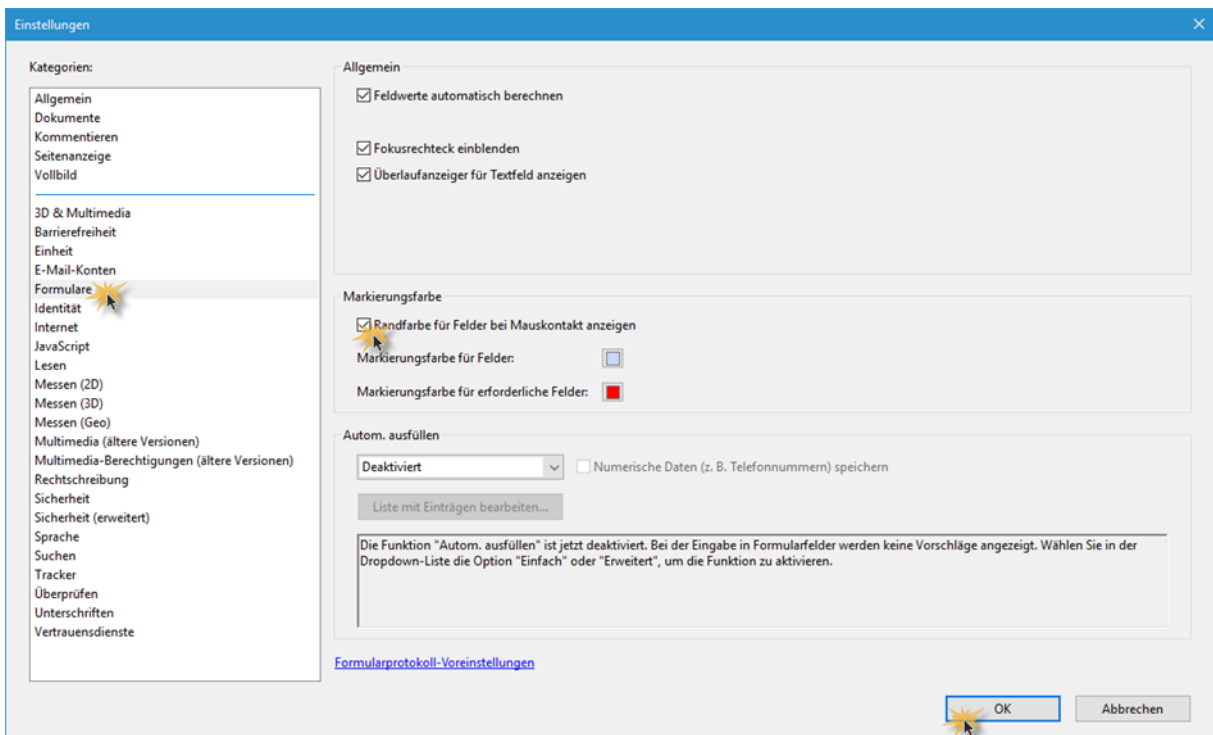 Einstellungen
Kategorien:
Allgemein
Dokumente
Kommentieren
Seitenanzeige
Vollbild
3D & Multimedia
Barrierefreiheit
Einheit
E-Mail-Konten
Formulare
Identität
Internet
JavaScript
Lesen
Messen (2D)
Messen (3D)
Messen (Geo)
Multimedia (ältere Versionen)
Multimedia-Berechtigungen (ältere Versionen)
Rechtschreibung
Sicherheit
Sicherheit (erweitert)
Sprache
Suchen
Tracker
Überprüfen
Unterschriften
Vertrauensdienste
Allgemein
Feldwerte automatisch berechnen
Fokusrechteck einblenden
Überlaufanzeiger für Textfeld anzeigen
Markierungsfarbe
Randfarbe für Felder bei Mauskontakt anzeigen
Markierungsfarbe für Felder:
Markierungsfarbe für erforderliche Felder:
Autom. ausfüllen
Deaktiviert
Numerische Daten (z. B. Telefonnummern) speichern
Liste mit Einträgen bearbeiten...
Die Funktion "Autom. ausfüllen" ist jetzt deaktiviert. Bei der Eingabe in Formularfelder werden keine Vorschläge angezeigt. Wählen Sie in der
Dropdown-Liste die Option "Einfach" oder "Erweitert", um die Funktion zu aktivieren.
Formularprotokoll-Voreinstellungen
OK
Abbrechen